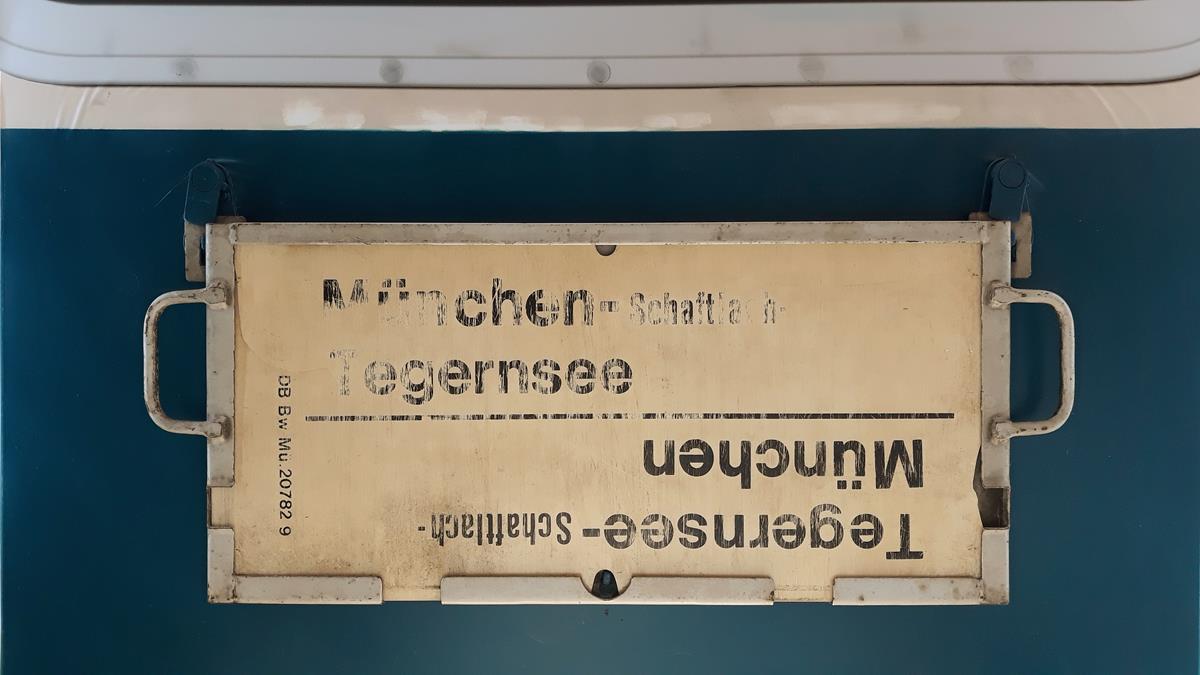 München-Schaftlach-
Tegernsee
Tegernsee-Schaftlach-
München
DB Bw Mü.20782 9